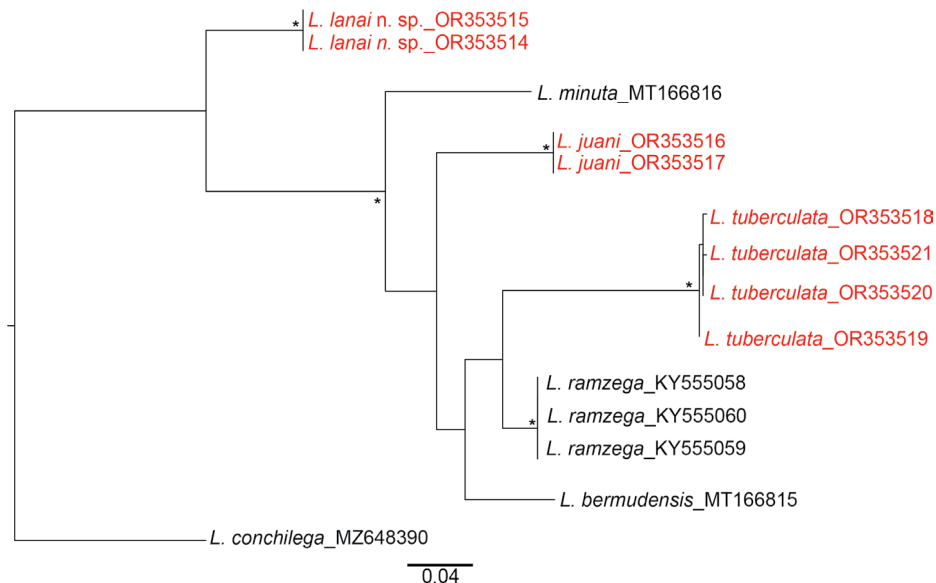 * L. lanai n. sp._OR353515
L. lanai n. sp._OR353514
L. minuta_MT166816
L. juani_OR353516
* L. juani_OR353517
*
L. tuberculata_OR353518
L. tuberculata_OR353521
* L. tuberculata_OR353520
L. tuberculata_OR353519
L. ramzega_KY555058
L. ramzega_KY555060
* L. ramzega_KY555059
L. bermudensis_MT166815
L. conchilega_MZ648390
0.04